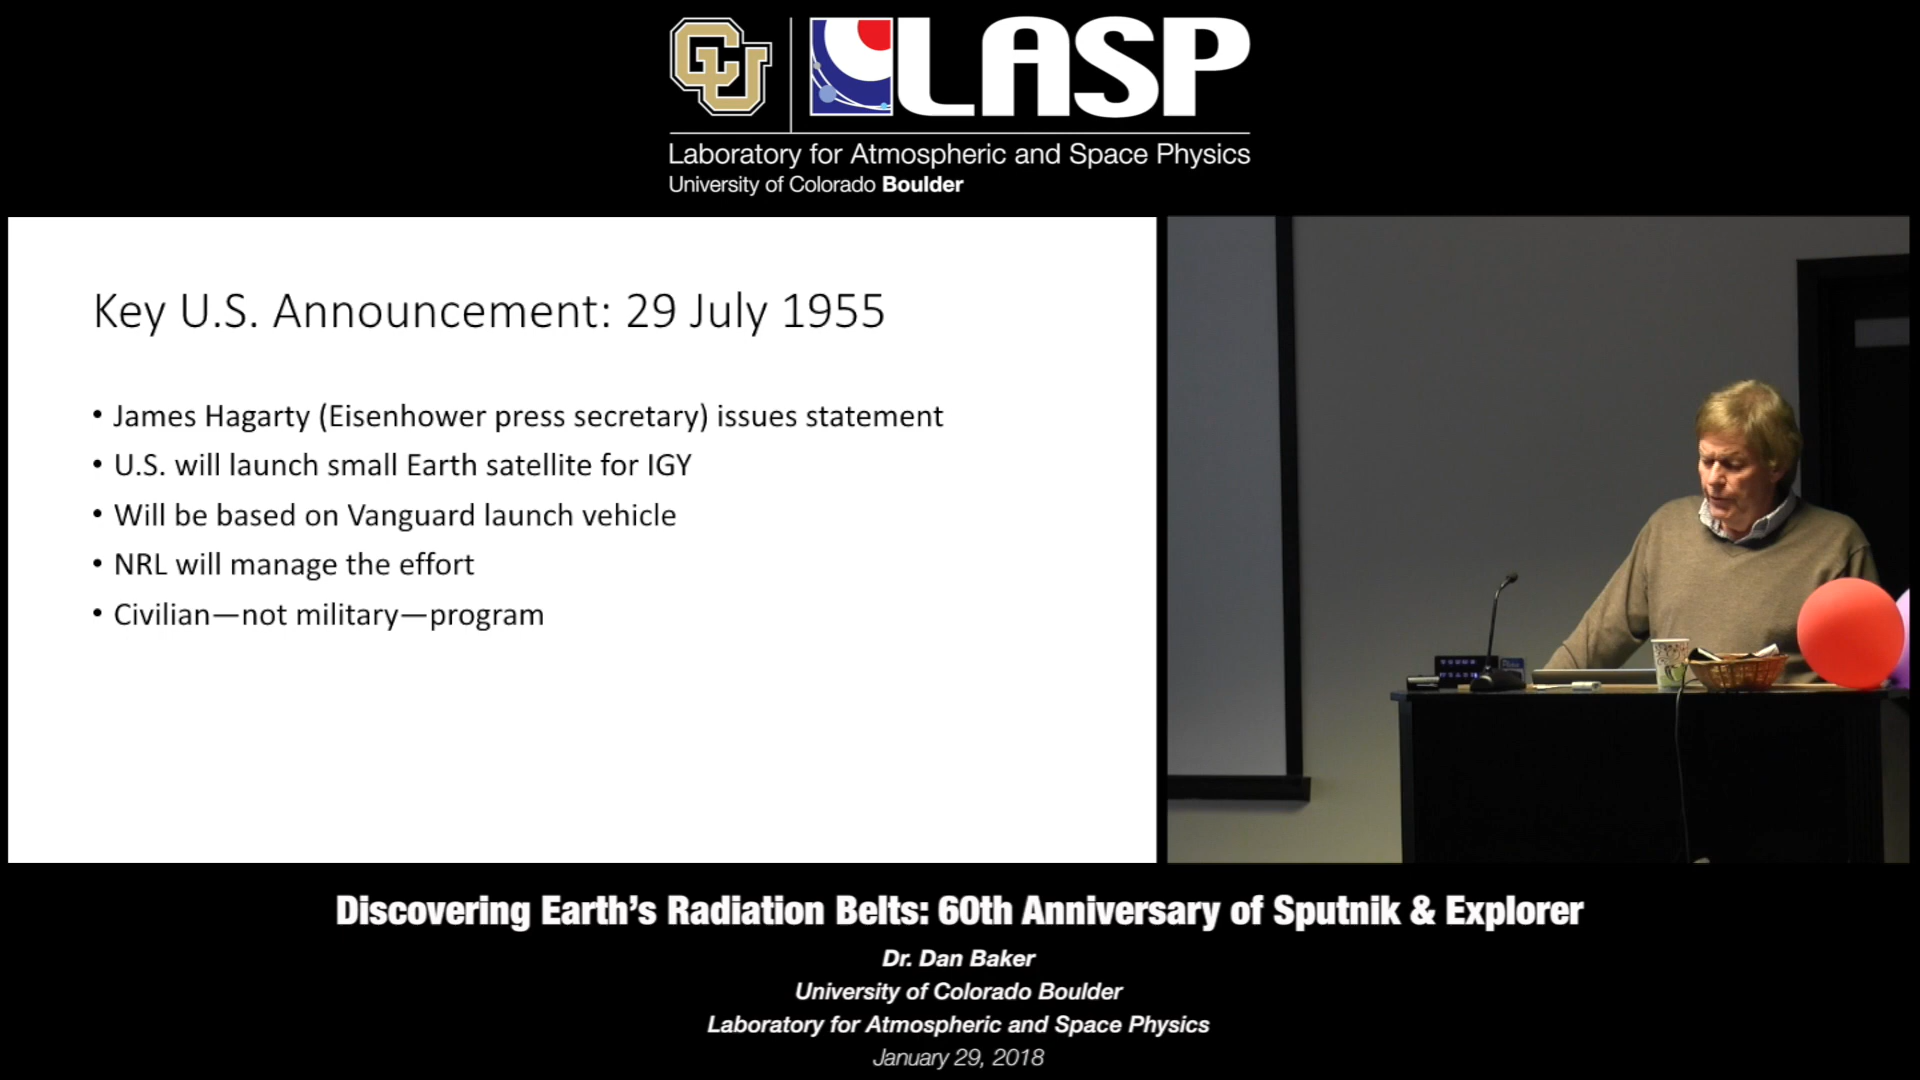 CU
LASP
Laboratory for Atmospheric and Space Physics
University of Colorado Boulder
Key U.S. Announcement: 29 July 1955
• James Hagarty (Eisenhower press secretary) issues statement
• U.S. will launch small Earth satellite for IGY
• Will be based on Vanguard launch vehicle
• NRL will manage the effort
• Civilian—not military—program
Discovering Earth's Radiation Belts: 60th Anniversary of Sputnik & Explorer
Dr. Dan Baker
University of Colorado Boulder
Laboratory for Atmospheric and Space Physics
January 29, 2018